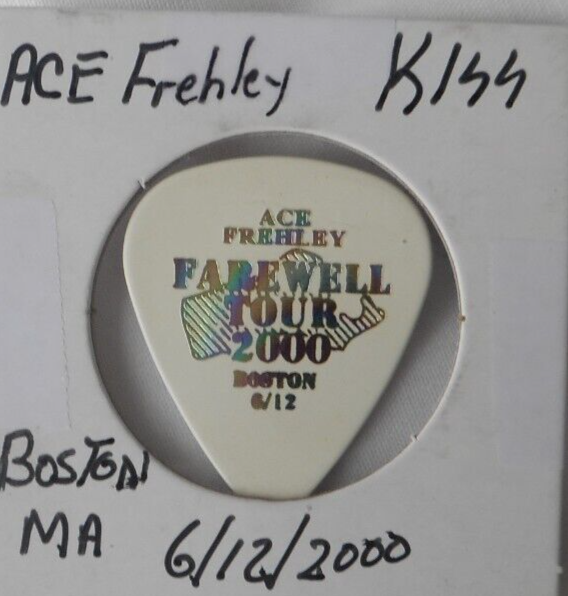 ACE Frehley KISS
ACE
FREHLEY
FAREWELL
TOUR
2000
BOSTON
6/12
BOSTON
MA 6/12/2000